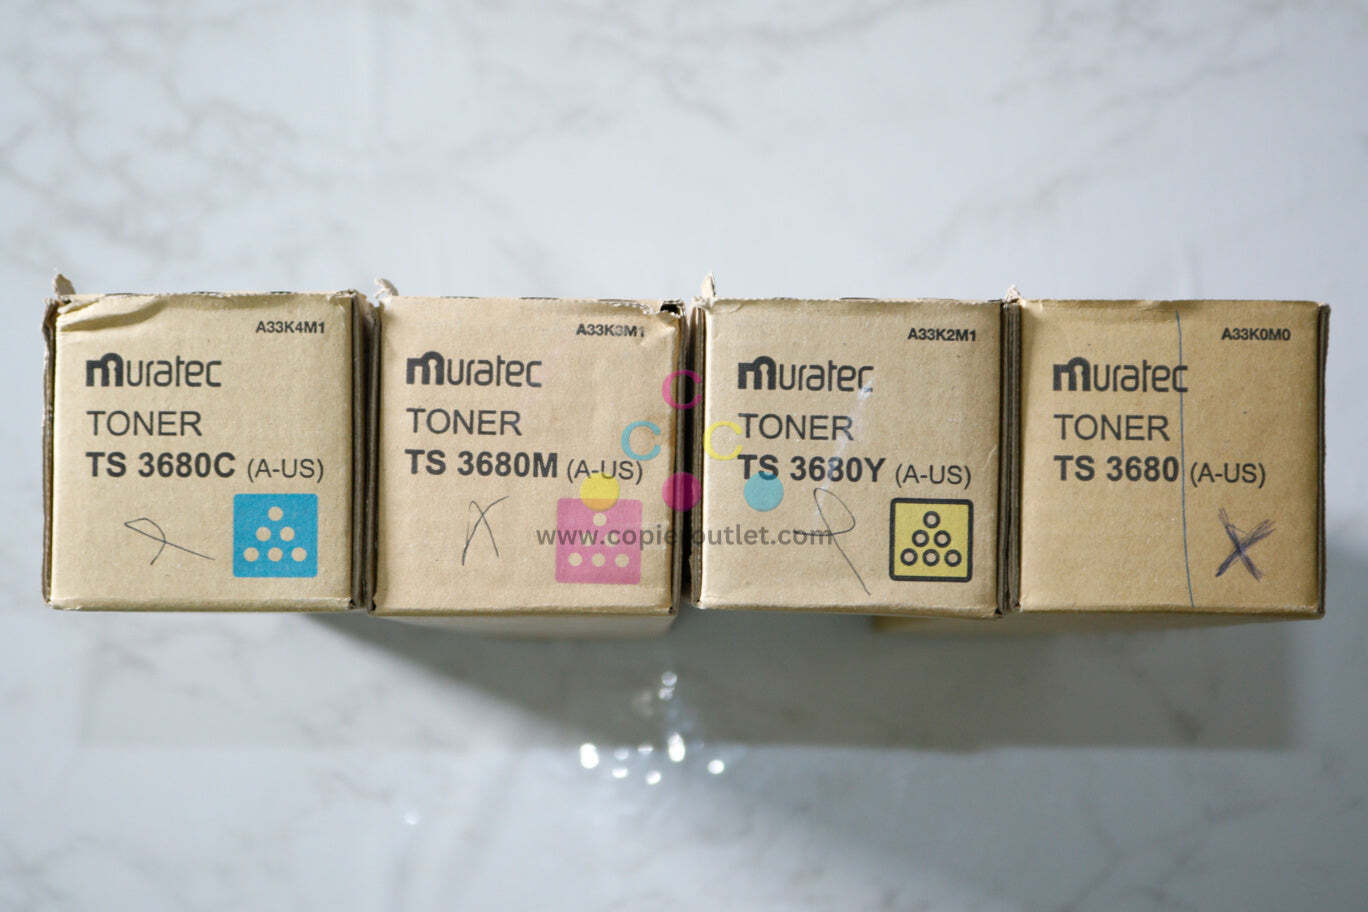 A33K4M1
muratec
TONER
TS 3680C (A-US)
A33K3M1
muratec
TONER
TS 3680M (A-US)
A33K2M1
muratec
TONER
TS 3680Y (A-US)
A33K0M0
muratec
TONER
TS 3680 (A-US)
X
C
C C
www.copieroutlet.com